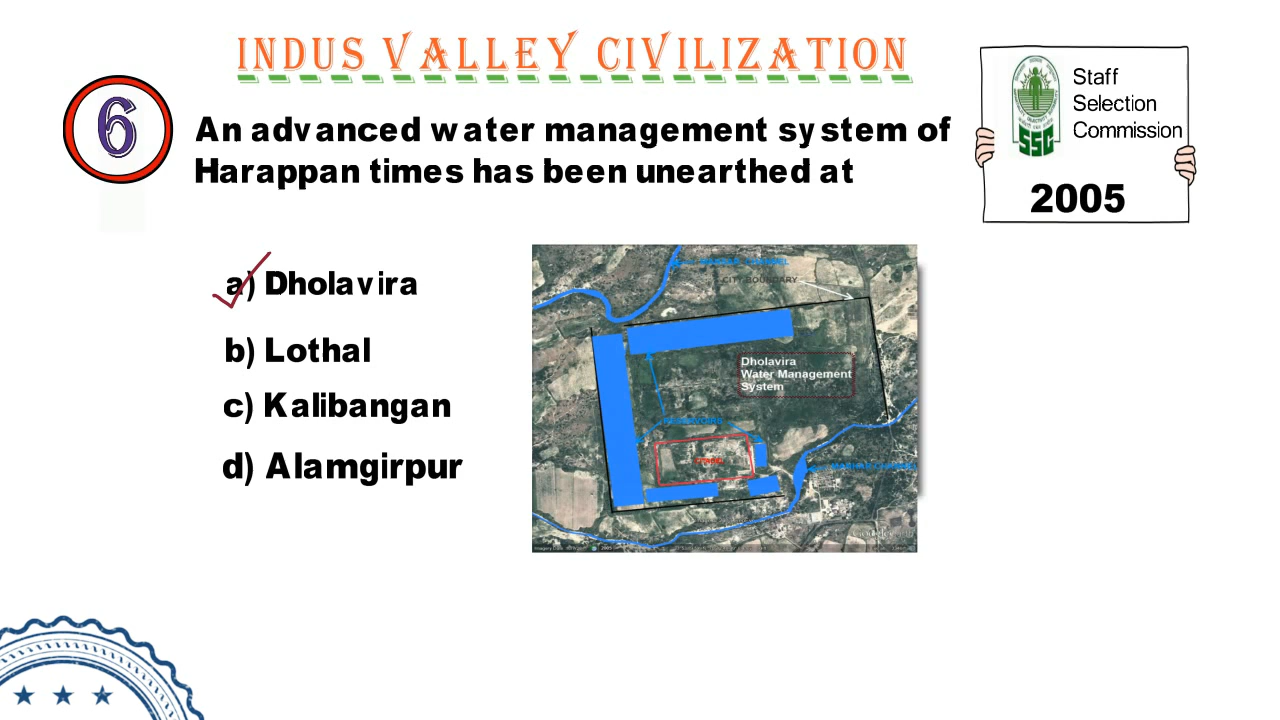 INDUS VALLEY CIVILIZATION
6
An advanced water management system of
Harappan times has been unearthed at
Staff
Selection
Commission
SSC
2005
a) Dholavira
b) Lothal
c) Kalibangan
d) Alamgirpur
CITY BOUNDARY
Dholavira
Water Management
System